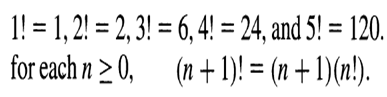 1! = 1, 2! = 2, 3! = 6, 4! = 24, and 5! = 120.
for each n ≥ 0, (n + 1)! = (n + 1)(n!).